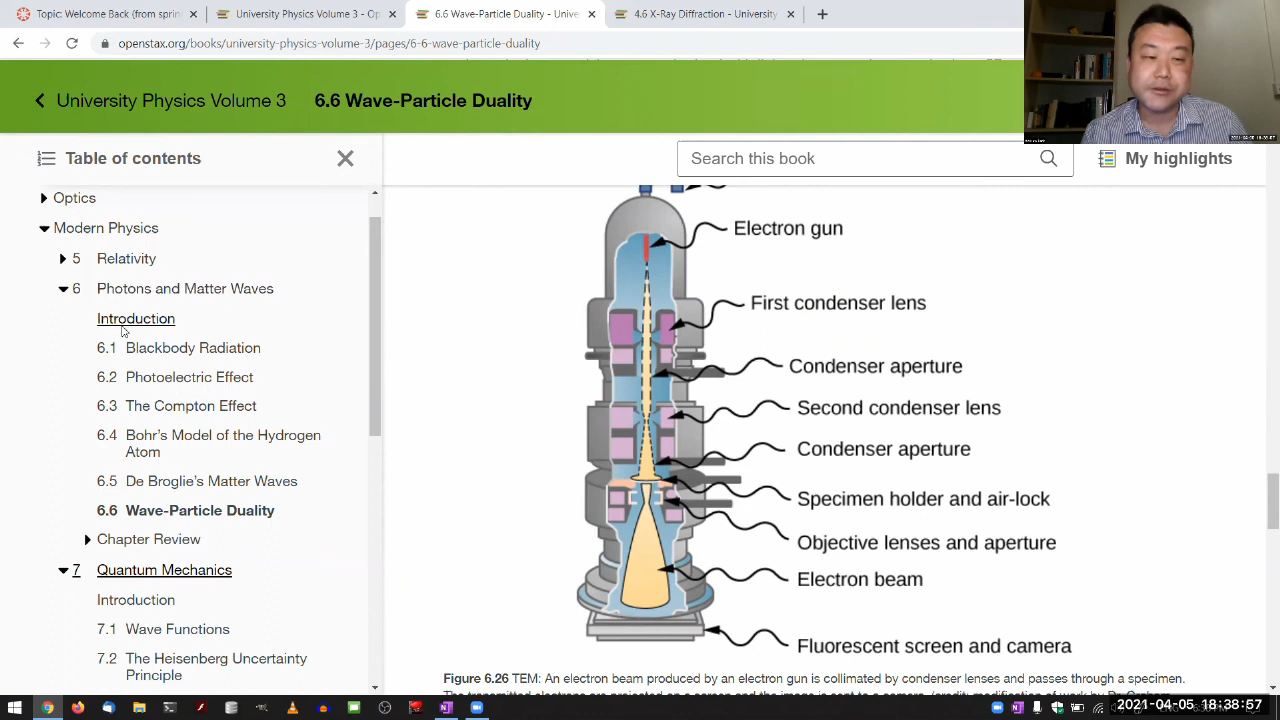 Topic: Welcome Back (from sprin
University Physics Volume 3 - Op
6.6 Wave-Particle Duality - Unive
4.6 X-Ray Diffraction - University
openstax.org/books/university-physics-volume-3/pages/6-6-wave-particle-duality
University Physics Volume 3
6.6 Wave-Particle Duality
Table of contents
Search this book
My highlights
Optics
Modern Physics
5 Relativity
6 Photons and Matter Waves
Introduction
6.1 Blackbody Radiation
6.2 Photoelectric Effect
6.3 The Compton Effect
6.4 Bohr's Model of the Hydrogen
Atom
6.5 De Broglie's Matter Waves
6.6 Wave-Particle Duality
Chapter Review
7 Quantum Mechanics
Introduction
7.1 Wave Functions
7.2 The Heisenberg Uncertainty
Principle
Electron gun
First condenser lens
Condenser aperture
Second condenser lens
Condenser aperture
Specimen holder and air-lock
Objective lenses and aperture
Electron beam
Fluorescent screen and camera
Figure 6.26 TEM: An electron beam produced by an electron gun is collimated by condenser lenses and passes through a specimen.
2021-04-05 18:38:57